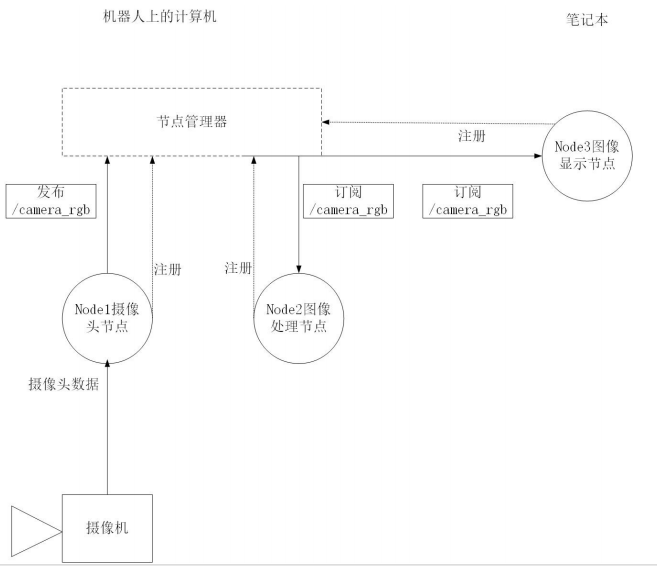 机器人上的计算机
笔记本
节点管理器
注册
Node3图像
显示节点
发布
/camera_rgb
订阅
/camera_rgb
订阅
/camera_rgb
注册
注册
Node1摄像
头节点
Node2图像
处理节点
摄像头数据
摄像机